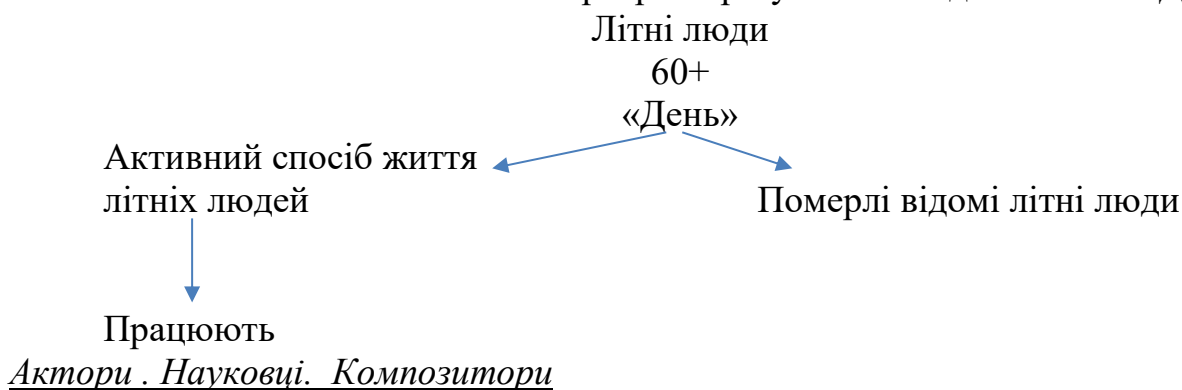 Літні люди
60+
«День»
Активний спосіб життя
літніх людей
Померлі відомі літні люди
Працюють
Актори . Науковці. Композитори